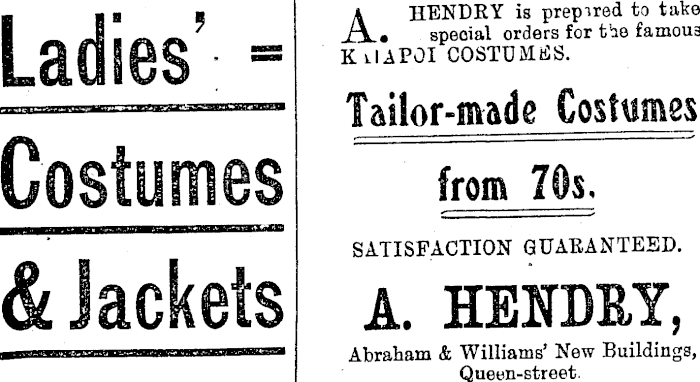 Ladies' =
Costumes
& Jackets
A. HENDRY is prepared to take
special orders for the famous
KAIAPOI COSTUMES.
Tailor-made Costumes
from 70s.
SATISFACTION GUARANTEED.
A. HENDRY,
Abraham & Williams' New Buildings,
Queen-street.